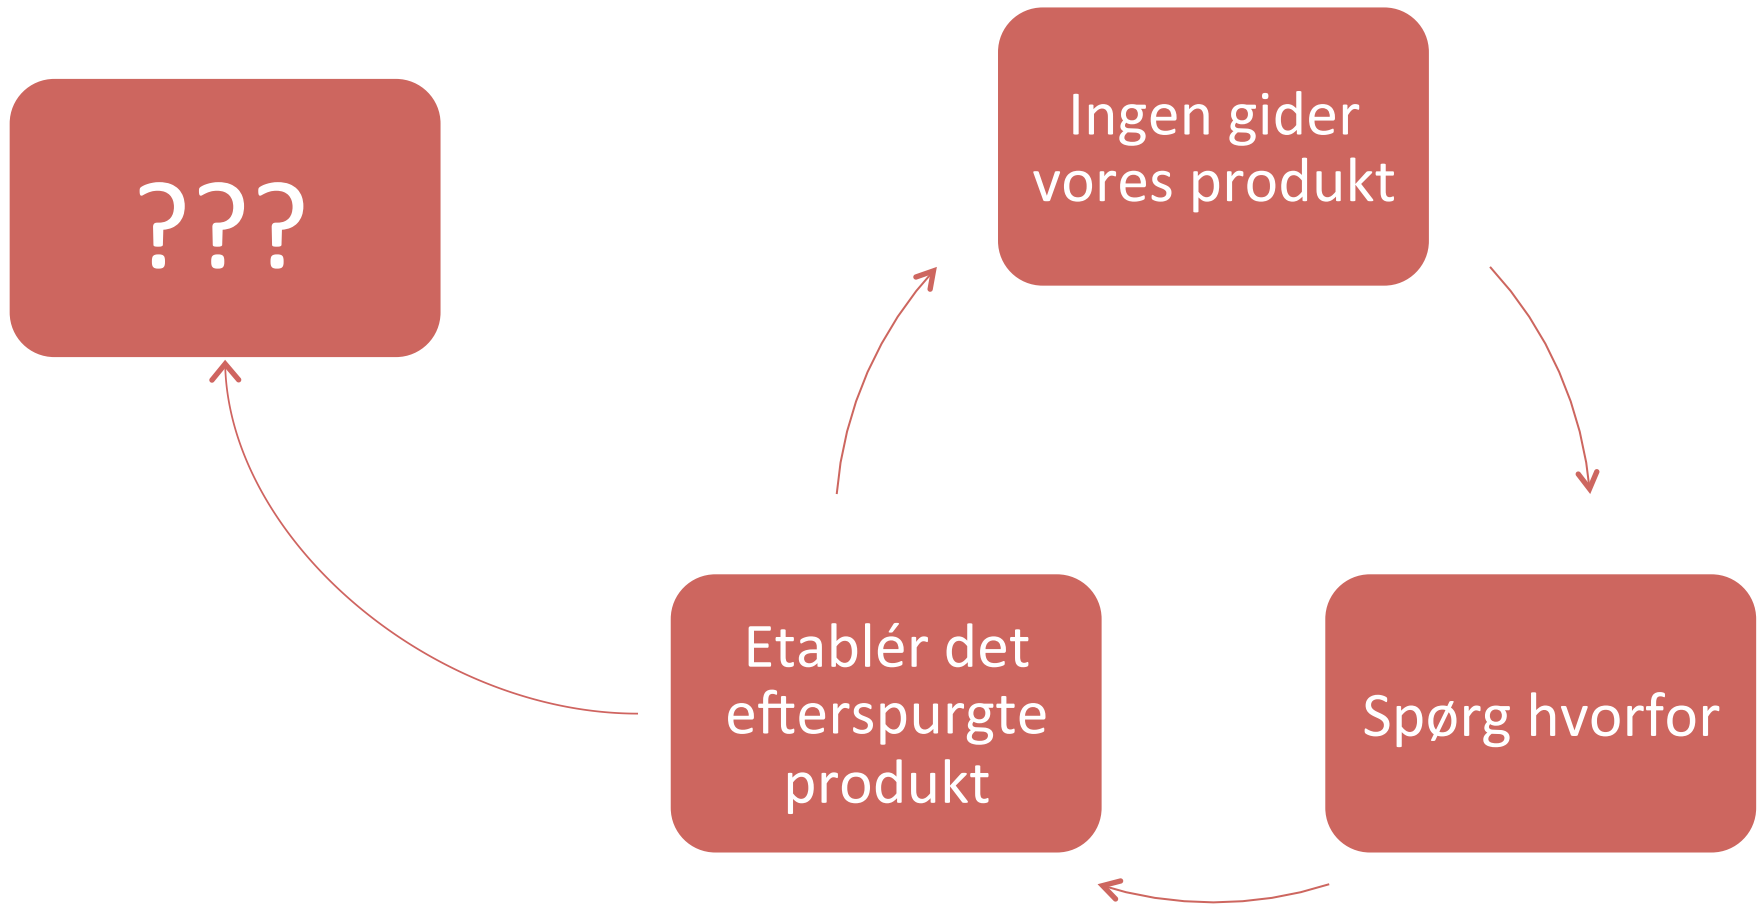 ???
Ingen gider
vores produkt
Spørg hvorfor
Etablér det
efterspurgte
produkt